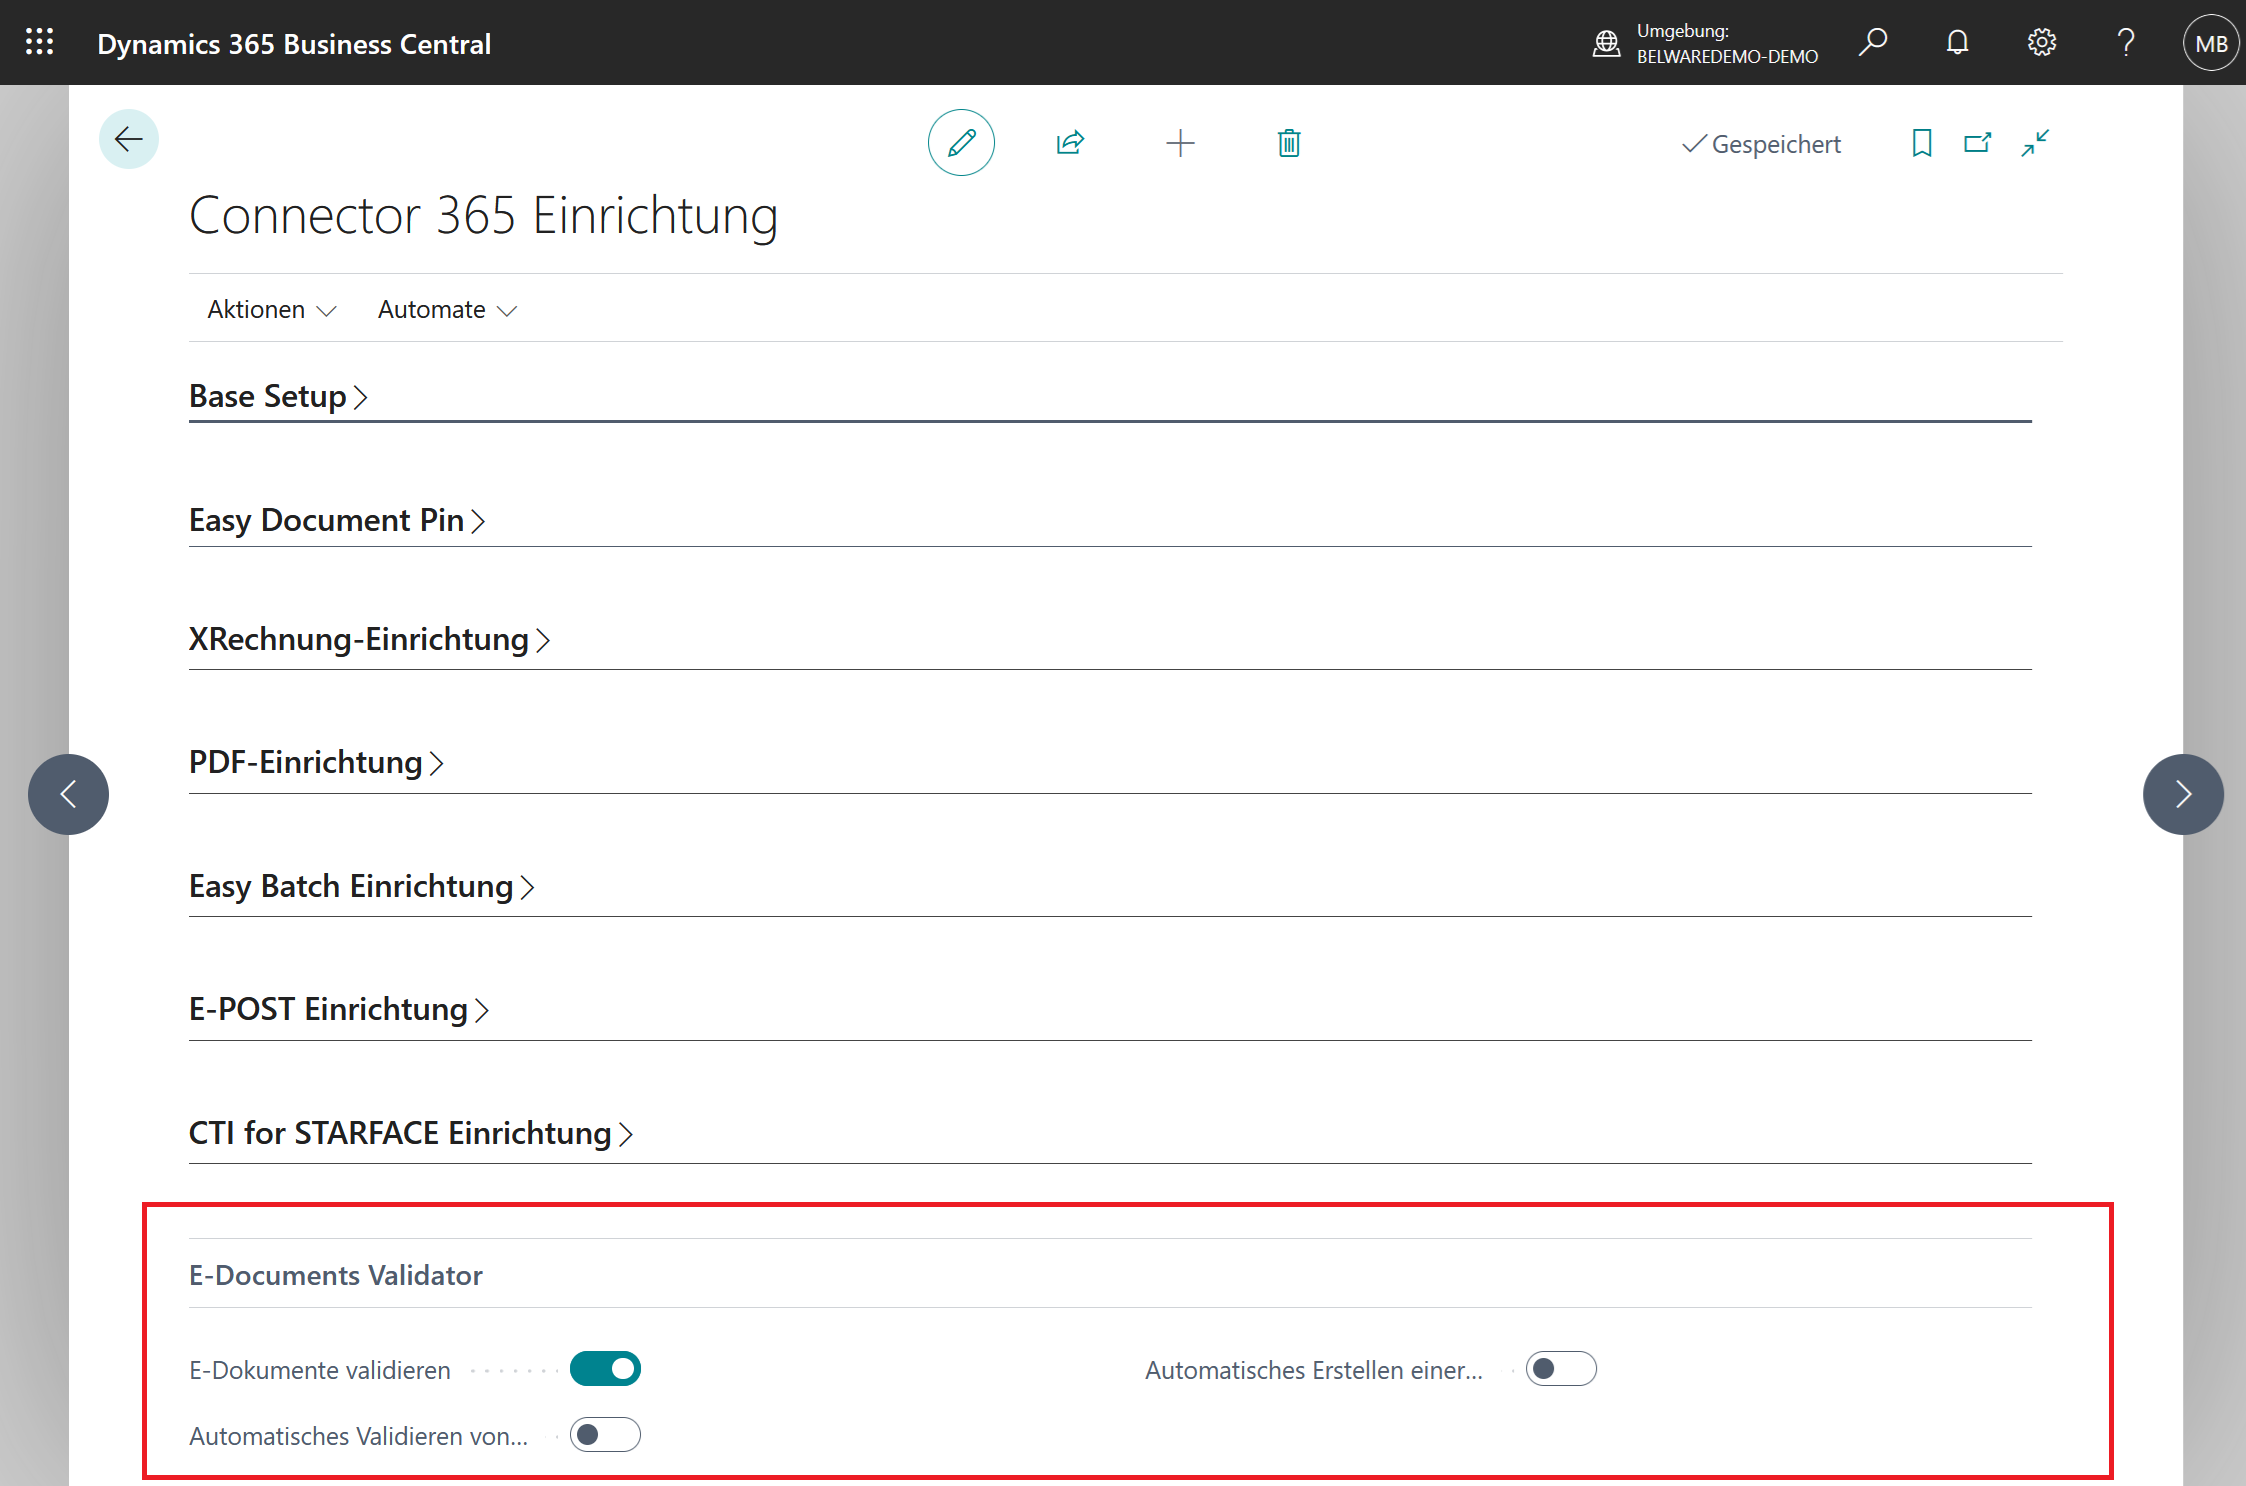 Dynamics 365 Business Central
Umgebung:
BELWAREDEMO-DEMO
MB
Gespeichert
Connector 365 Einrichtung
Aktionen
Automate
Base Setup
Easy Document Pin
XRechnung-Einrichtung
PDF-Einrichtung
Easy Batch Einrichtung
E-POST Einrichtung
CTI for STARFACE Einrichtung
E-Documents Validator
E-Dokumente validieren
Automatisches Erstellen einer...
Automatisches Validieren von...